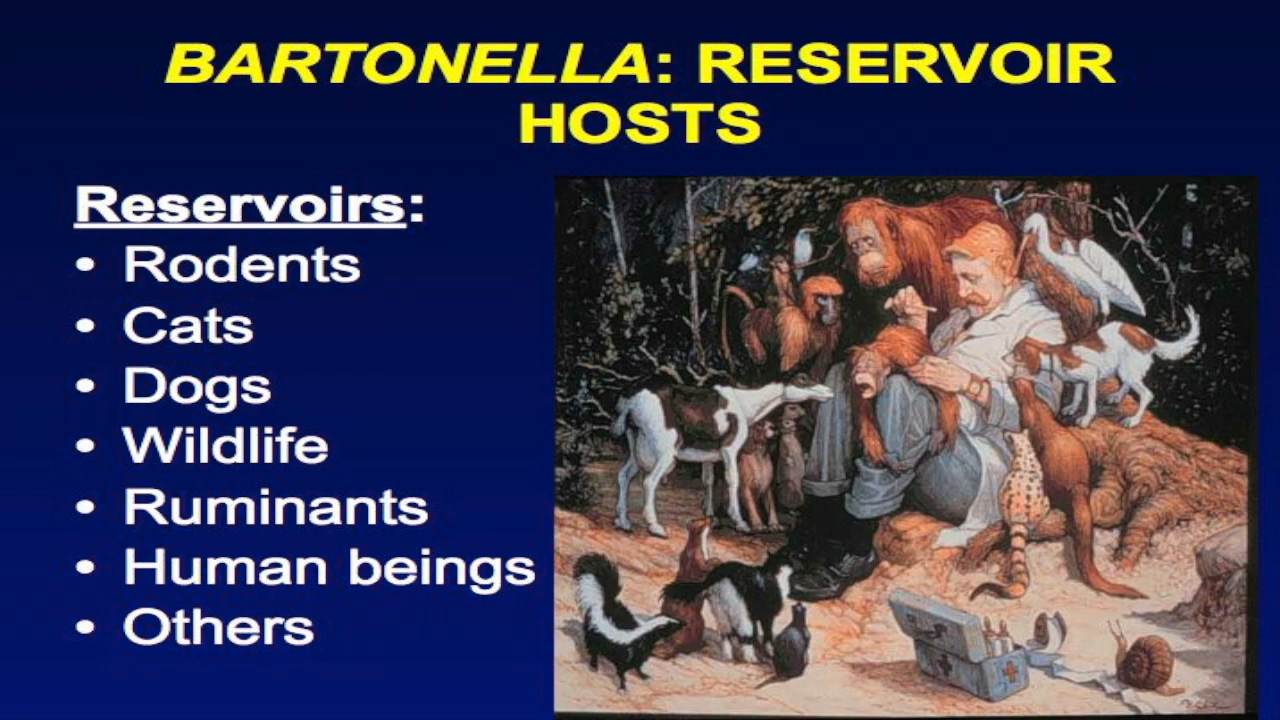 BARTONELLA: RESERVOIR
HOSTS
Reservoirs:
• Rodents
• Cats
• Dogs
• Wildlife
• Ruminants
• Human beings
• Others